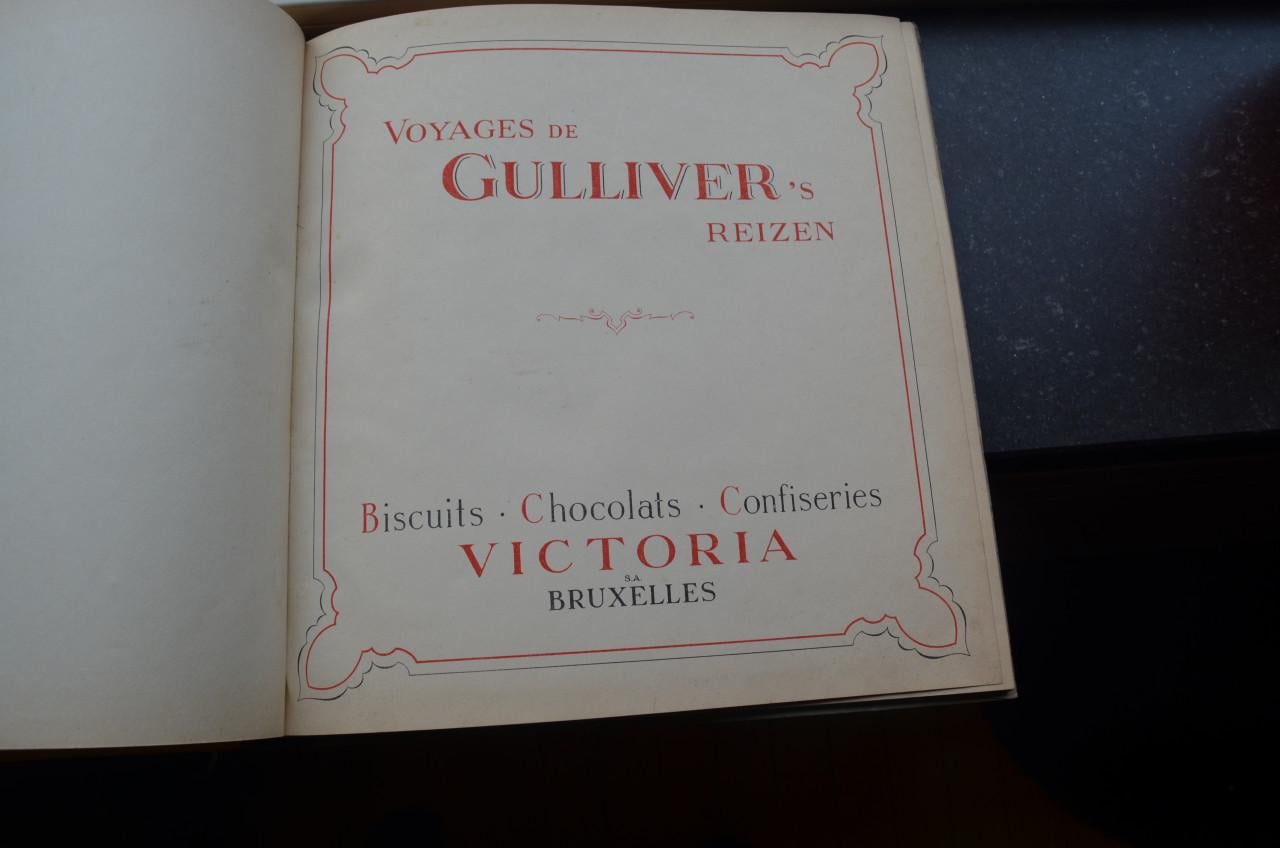 VOYAGES DE
GULLIVER's
REIZEN
Biscuits · Chocolats · Confiseries
VICTORIA
S.A.
BRUXELLES